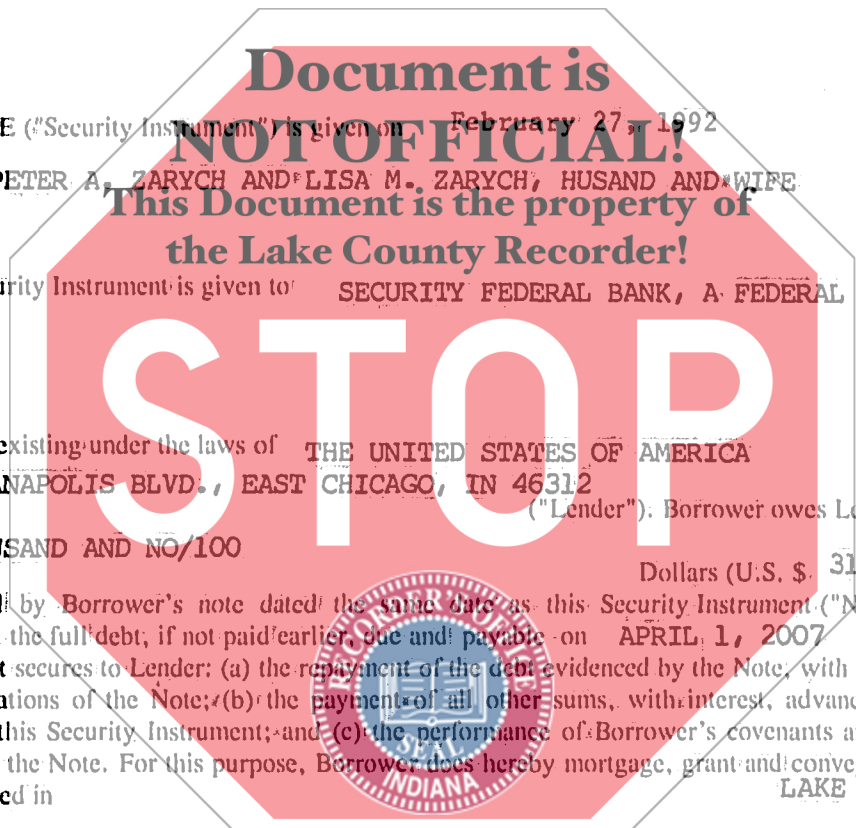 Document is
E ("Security Instrument") is given on February 27, 1992
NOT OFFICIAL!
PETER A. ZARYCH AND LISA M. ZARYCH, HUSAND AND WIFE
This Document is the property of
the Lake County Recorder!
urity Instrument is given to SECURITY FEDERAL BANK, A FEDERAL
STOP
existing under the laws of THE UNITED STATES OF AMERICA
NAPOLIS BLVD., EAST CHICAGO, IN 46312
("Lender"). Borrower owes Le
USAND AND NO/100
Dollars (U.S. $ 31
by Borrower's note dated the same date as this Security Instrument ("N
the full debt, if not paid earlier, due and payable on APRIL 1, 2007
t secures to Lender: (a) the repayment of the debt evidenced by the Note, with
ations of the Note; (b) the payment of all other sums, with interest, advanc
this Security Instrument; and (c) the performance of Borrower's covenants a
the Note. For this purpose, Borrower does hereby mortgage, grant and conve
ed in LAKE
RECORDER'S OFFICE
SEAL
INDIANA